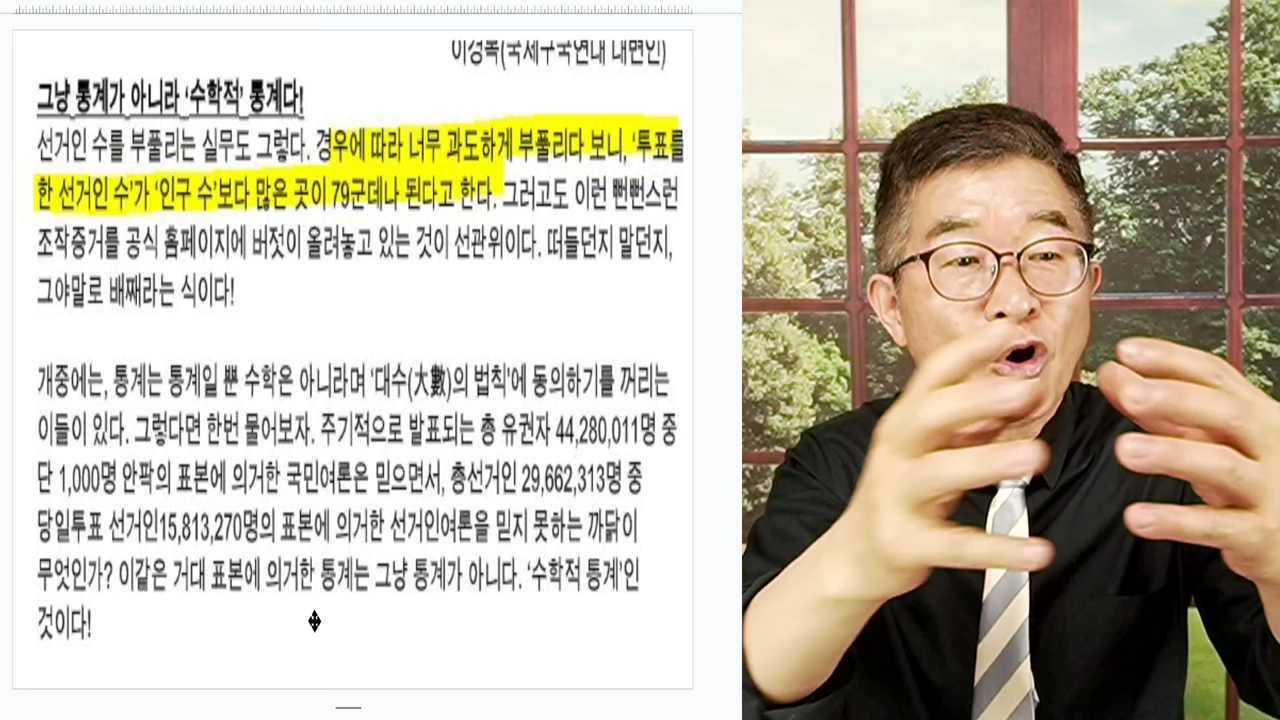 그냥 통계가 아니라 ‘수학적’ 통계다!
선거인 수를 부풀리는 실무도 그렇다. 경우에 따라 너무 과도하게 부풀리다 보니, ‘투표를
한 선거인 수’가 ‘인구 수’보다 많은 곳이 79군데나 된다고 한다. 그러고도 이런 뻔뻔스런
조작증거를 공식 홈페이지에 버젓이 올려놓고 있는 것이 선관위이다. 떠들던지 말던지,
그야말로 배째라는 식이다!
개중에는, 통계는 통계일 뿐 수학은 아니라며 ‘대수(大數)의 법칙’에 동의하기를 꺼리는
이들이 있다. 그렇다면 한번 물어보자. 주기적으로 발표되는 총 유권자 44,280,011명 중
단 1,000명 안팎의 표본에 의거한 국민여론은 믿으면서, 총선거인 29,662,313명 중
당일투표 선거인15,813,270명의 표본에 의거한 선거인여론을 믿지 못하는 까닭이
무엇인가? 이같은 거대 표본에 의거한 통계는 그냥 통계가 아니다. ‘수학적 통계’인
것이다!